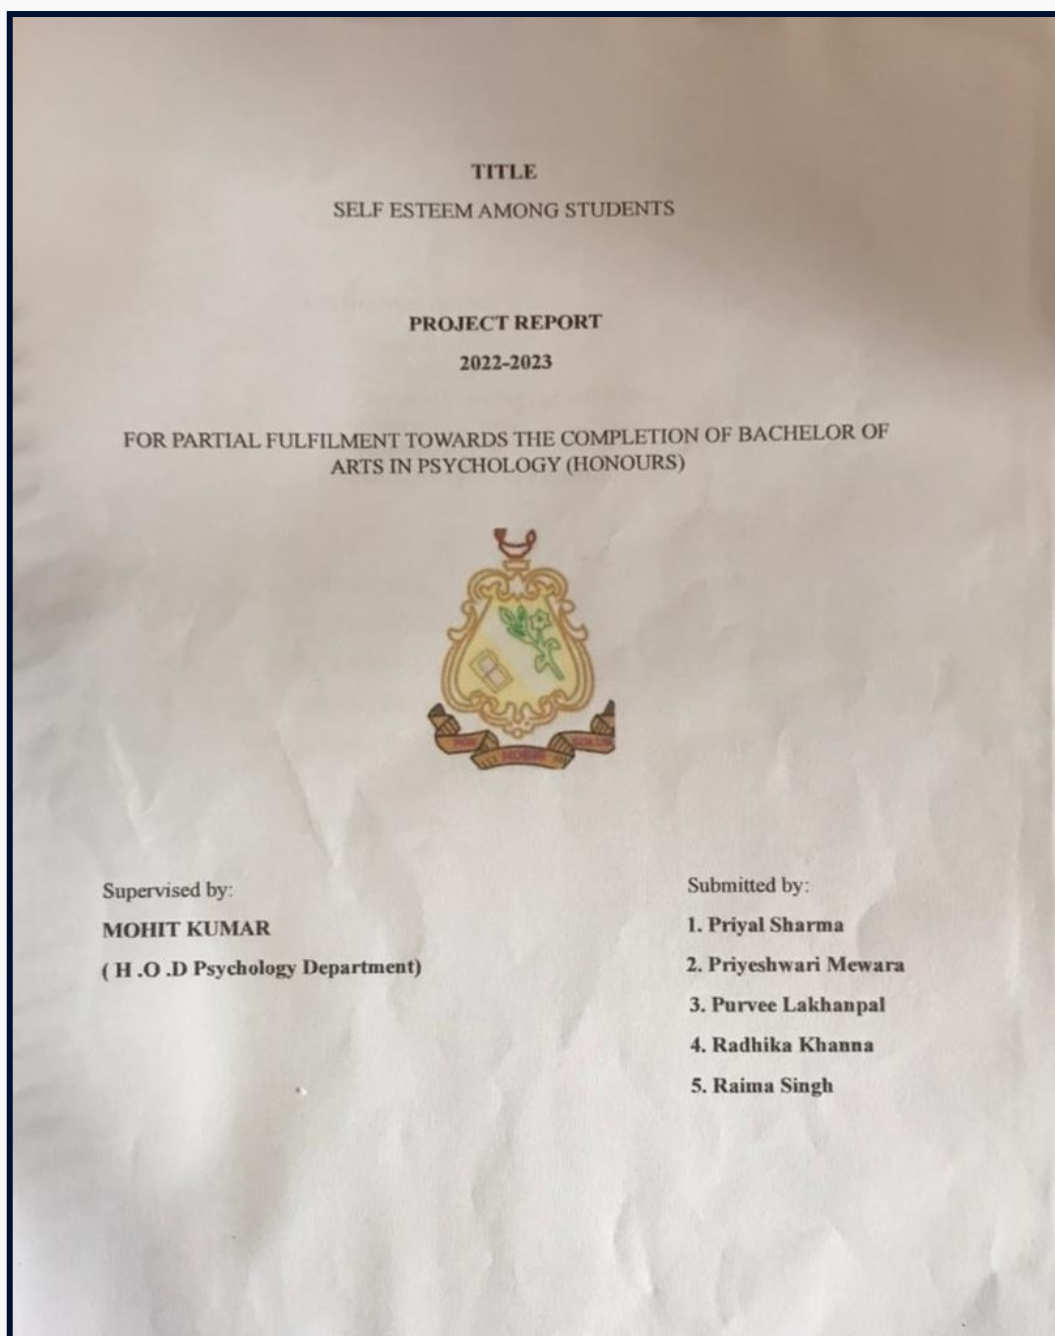 TITLE
SELF ESTEEM AMONG STUDENTS
PROJECT REPORT
2022-2023
FOR PARTIAL FULFILMENT TOWARDS THE COMPLETION OF BACHELOR OF
ARTS IN PSYCHOLOGY (HONOURS)
Supervised by:
MOHIT KUMAR
( H .O .D Psychology Department)
Submitted by:
1. Priyal Sharma
2. Priyeshwari Mewara
3. Purvee Lakhanpal
4. Radhika Khanna
5. Raima Singh